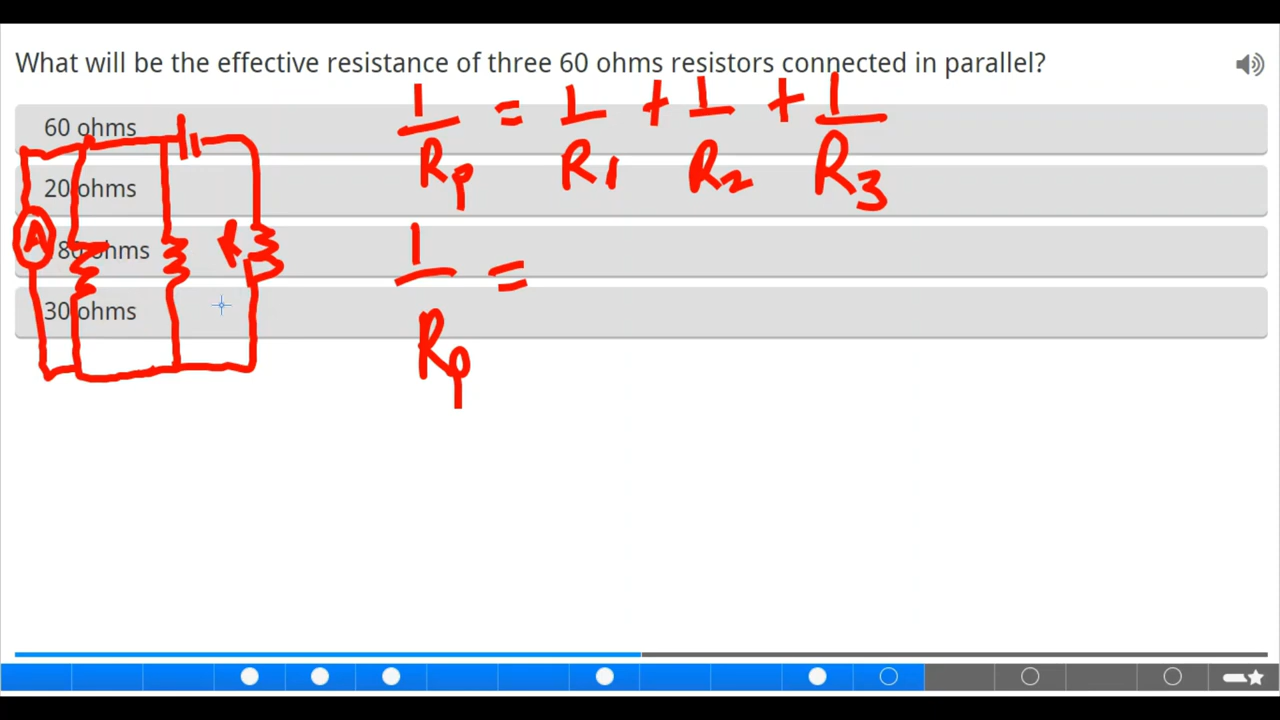 What will be the effective resistance of three 60 ohms resistors connected in parallel?
60 ohms
20 ohms
80 ohms
30 ohms
A
R
1/Rp = 1/R1 + 1/R2 + 1/R3
1/Rp =